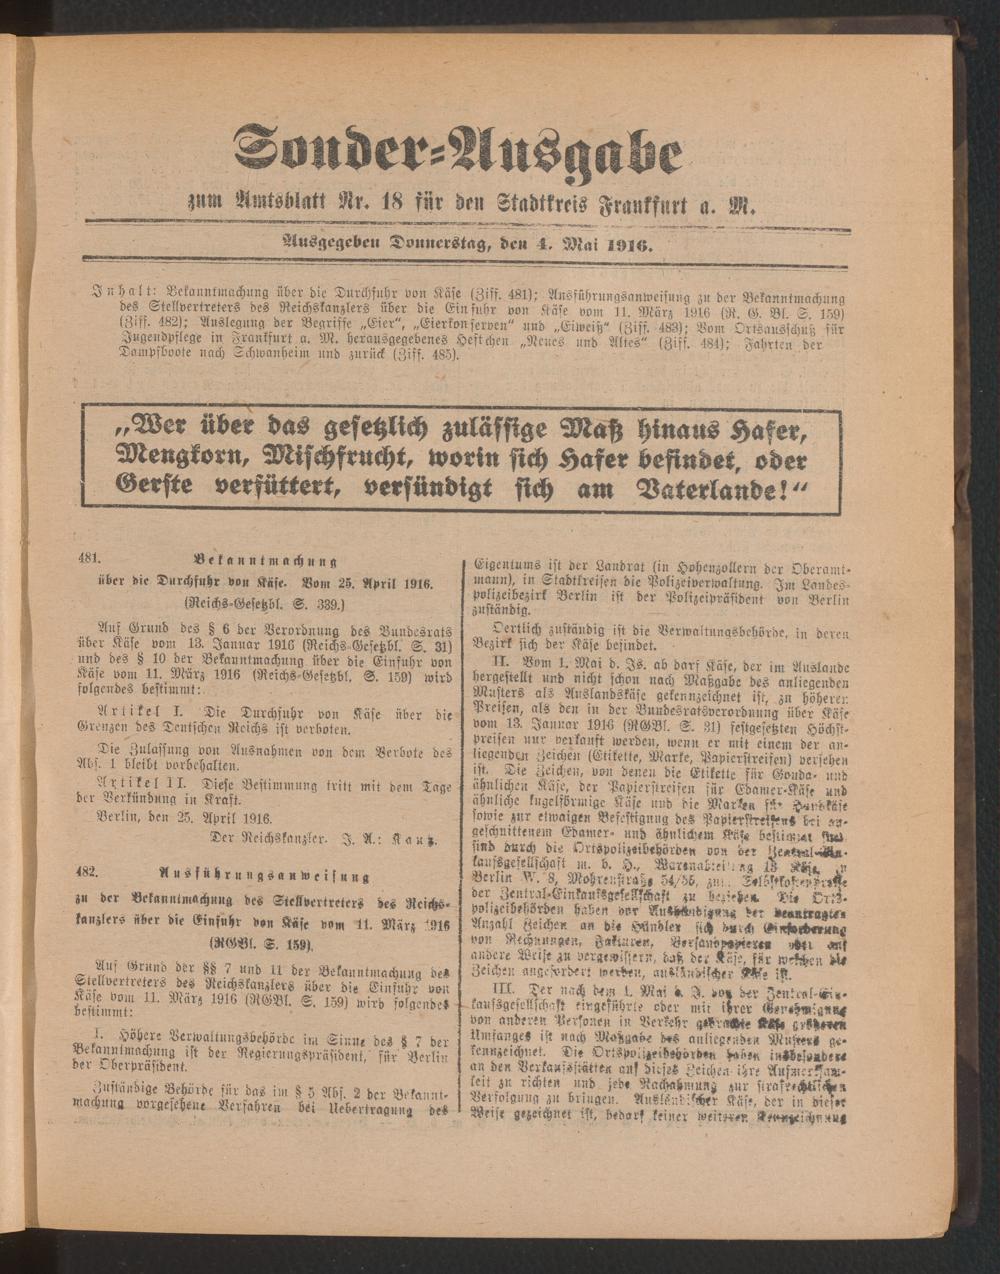 Sonder-Ausgabe
zum Amtsblatt Nr. 18 für den Stadtkreis Frankfurt a. M.
Ausgegeben Donnerstag, den 4. Mai 1916.
Inhalt: Bekanntmachung über die Durchfuhr von Käse (Ziff. 481); Ausführungsanweisung zu der Bekanntmachung
des Stellvertreters des Reichskanzlers über die Einfuhr von Käse vom 11. März 1916 (R. G. Bl. S. 159)
(Ziff. 482); Auslegung der Begriffe „Eier“, „Eierkonserven“ und „Eiweiß“ (Ziff. 483); Vom Ortsausschuß für
Jugendpflege in Frankfurt a. M. herausgegebenes Heftchen „Neues und Altes“ (Ziff. 484); Fahrten der
Dampfboote nach Schwanheim und zurück (Ziff. 485).
„Wer über das gesetzlich zulässige Maß hinaus Hafer,
Mengkorn, Mischfrucht, worin sich Hafer befindet, oder
Gerste verfüttert, versündigt sich am Vaterlande!“
481. Bekanntmachung
über die Durchfuhr von Käse. Vom 25. April 1916.
(Reichs-Gesetzbl. S. 339.)
Auf Grund des § 6 der Verordnung des Bundesrats
über Käse vom 13. Januar 1916 (Reichs-Gesetzbl. S. 31)
und des § 10 der Bekanntmachung über die Einfuhr von
Käse vom 11. März 1916 (Reichs-Gesetzbl. S. 159) wird
folgendes bestimmt:
Artikel I. Die Durchfuhr von Käse über die
Grenzen des Deutschen Reichs ist verboten.
Die Zulassung von Ausnahmen von dem Verbote des
Abs. 1 bleibt vorbehalten.
Artikel II. Diese Bestimmung tritt mit dem Tage
der Verkündung in Kraft.
Berlin, den 25. April 1916.
Der Reichskanzler. J. A.: Kautz.
482. Ausführungsanweisung
zu der Bekanntmachung des Stellvertreters des Reichs-
kanzlers über die Einfuhr von Käse vom 11. März 1916
(RGBl. S. 159).
Auf Grund der §§ 7 und 11 der Bekanntmachung des
Stellvertreters des Reichskanzlers über die Einfuhr von
Käse vom 11. März 1916 (RGBl. S. 159) wird folgendes
bestimmt:
I. Höhere Verwaltungsbehörde im Sinne des § 7 der
Bekanntmachung ist der Regierungspräsident, für Berlin
der Oberpräsident.
Zuständige Behörde für das im § 5 Abs. 2 der Bekannt-
machung vorgesehene Verfahren bei Uebertragung des
Eigentums ist der Landrat (in Hohenzollern der Oberamt-
mann), in Stadtkreisen die Polizeiverwaltung. Im Landes-
polizeibezirk Berlin ist der Polizeipräsident von Berlin
zuständig.
Oertlich zuständig ist die Verwaltungsbehörde, in deren
Bezirk sich der Käse befindet.
II. Vom 1. Mai d. Js. ab darf Käse, der im Auslande
hergestellt und nicht schon nach Maßgabe des anliegenden
Musters als Auslandskäse gekennzeichnet ist, zu höheren
Preisen, als den in der Bundesratsverordnung über Käse
vom 13. Januar 1916 (RGBl. S. 31) festgesetzten Höchst-
preisen nur verkauft werden, wenn er mit einem der an-
liegenden Zeichen (Etikette, Marke, Papierstreifen) versehen
ist. Die Zeichen, von denen die Etikette für Gouda- und
ähnlichen Käse, der Papierstreifen für Edamer-Käse und
ähnliche kugelförmige Käse und die Marken für Handkäse
sowie zur etwaigen Befestigung des Papierstreifens bei an-
geschnittenem Edamer- und ähnlichem Käse bestimmt sind,
sind durch die Ortspolizeibehörden von der Zentral-Ein-
kaufsgesellschaft m. b. H., Warenabteilung 13 Käse, in
Berlin W. 8, Mohrenstraße 54/55, zum Selbstkostenpreise
der Zentral-Einkaufsgesellschaft zu beziehen. Die Orts-
polizeibehörden haben vor Aushändigung der beantragten
Anzahl Zeichen an die Händler sich durch Einforderung
von Rechnungen, Fakturen, Versandpapieren oder auf
andere Weise zu vergewissern, daß der Käse, für welchen die
Zeichen angefordert werden, ausländischer Käse ist.
III. Der nach dem 1. Mai d. J. von der Zentral-Ein-
kaufsgesellschaft eingeführte oder mit ihrer Genehmigung
von anderen Personen in Verkehr gebrachte Käse größeren
Umfanges ist nach Maßgabe des anliegenden Musters ge-
kennzeichnet. Die Ortspolizeibehörden haben insbesondere
an den Verkaufsstätten auf dieses Zeichen ihre Aufmerksam-
keit zu richten und jede Nachahmung zur strafrechtlichen
Verfolgung zu bringen. Ausländischer Käse, der in dieser
Weise gezeichnet ist, bedarf keiner weiteren Kennzeichnung